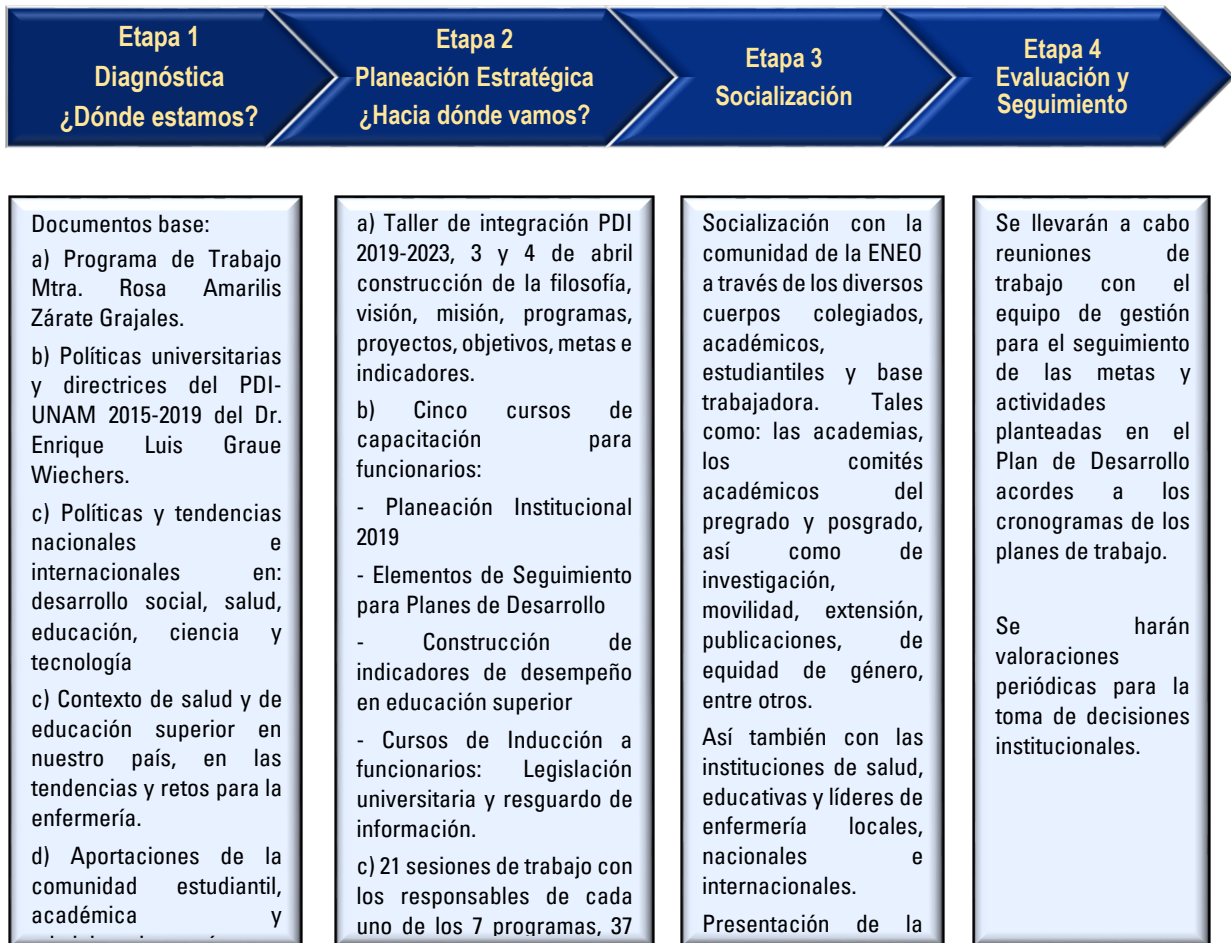 Etapa 1
Diagnóstica
¿Dónde estamos?
Etapa 2
Planeación Estratégica
¿Hacia dónde vamos?
Etapa 3
Socialización
Etapa 4
Evaluación y
Seguimiento
Documentos base:
a) Programa de Trabajo
Mtra. Rosa Amarilis
Zárate Grajales.
b) Políticas universitarias
y directrices del PDI-
UNAM 2015-2019 del Dr.
Enrique Luis Graue
Wiechers.
c) Políticas y tendencias
nacionales e
internacionales en:
desarrollo social, salud,
educación, ciencia y
tecnología
c) Contexto de salud y de
educación superior en
nuestro país, en las
tendencias y retos para la
enfermería.
d) Aportaciones de la
comunidad estudiantil,
académica y
a) Taller de integración PDI
2019-2023, 3 y 4 de abril
construcción de la filosofía,
visión, misión, programas,
proyectos, objetivos, metas e
indicadores.
b) Cinco cursos de
capacitación para
funcionarios:
- Planeación Institucional
2019
- Elementos de Seguimiento
para Planes de Desarrollo
- Construcción de
indicadores de desempeño
en educación superior
- Cursos de Inducción a
funcionarios: Legislación
universitaria y resguardo de
información.
c) 21 sesiones de trabajo con
los responsables de cada
uno de los 7 programas, 37
Socialización con la
comunidad de la ENEO
a través de los diversos
cuerpos colegiados,
académicos,
estudiantiles y base
trabajadora. Tales
como: las academias,
los comités
académicos del
pregrado y posgrado,
así como de
investigación,
movilidad, extensión,
publicaciones, de
equidad de género,
entre otros.
Así también con las
instituciones de salud,
educativas y líderes de
enfermería locales,
nacionales e
internacionales.
Presentación de la
Se llevarán a cabo
reuniones de
trabajo con el
equipo de gestión
para el seguimiento
de las metas y
actividades
planteadas en el
Plan de Desarrollo
acordes a los
cronogramas de los
planes de trabajo.
Se harán
valoraciones
periódicas para la
toma de decisiones
institucionales.